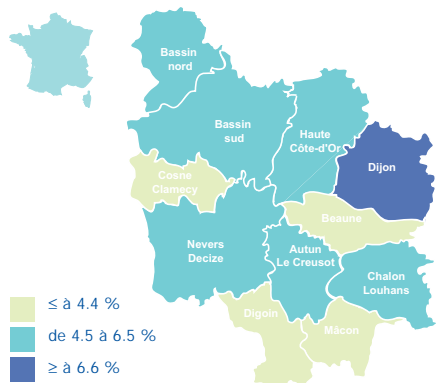 Bassin
nord
Bassin
sud
Haute
Côte-d'Or
Dijon
Cosne
Clamecy
Beaune
Nevers
Decize
Autun
Le Creusot
Chalon
Louhans
Digoin
Mâcon
≤ à 4.4 %
de 4.5 à 6.5 %
≥ à 6.6 %